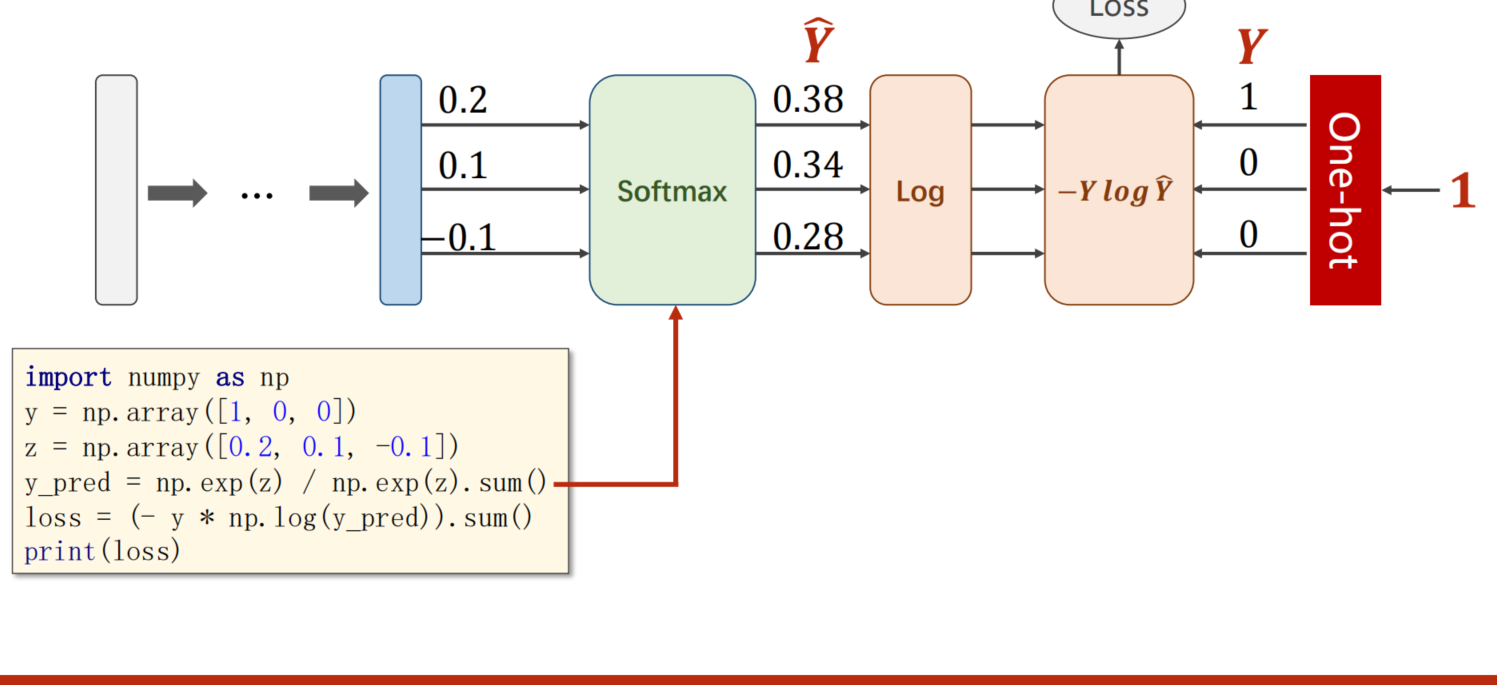 Loss
Ŷ
Y
0.2
0.38
1
0.1
0.34
0
−0.1
0.28
0
Softmax
Log
−Y log Ŷ
One-hot
1
...
import numpy as np
y = np.array([1, 0, 0])
z = np.array([0.2, 0.1, -0.1])
y_pred = np.exp(z) / np.exp(z).sum()
loss = (- y * np.log(y_pred)).sum()
print(loss)